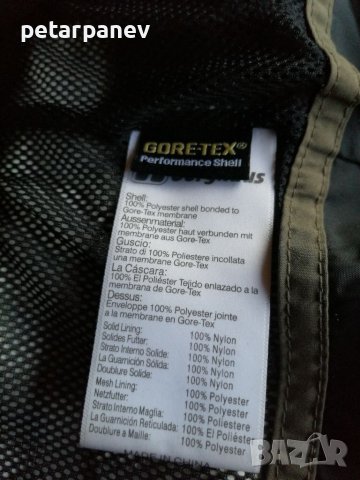 petarpanev
GORE-TEX®
Performance Shell
Shell:
100% Polyester shell bonded to
Gore-Tex membrane
Aussenmaterial:
100% Polyester haut verbunden mit
membrane aus Gore-Tex
Guscio:
Strato di 100% Poliestere incollata
una membrane Gore-Tex
La Cáscara:
100% El Poliéster Tejido enlazado a la
membrana de Gore-Tex
Dessus:
Enveloppe 100% Polyester jointe
à la membrane en Gore-Tex
Solid Lining: 100% Nylon
Solides Futter: 100% Nylon
Strato Interno Solide: 100% Nylon
La Guarnición Sólida: 100% Nylon
Doublure Solide: 100% Nylon
Mesh Lining: 100% Polyester
Netzfutter: 100% Polyester
Strato Interno Maglia: 100% Poliestere
La Guarnición Reticulada: 100% El Poliéster
Doublure a Maille: 100% Polyester
MADE IN CHINA
BAZAR